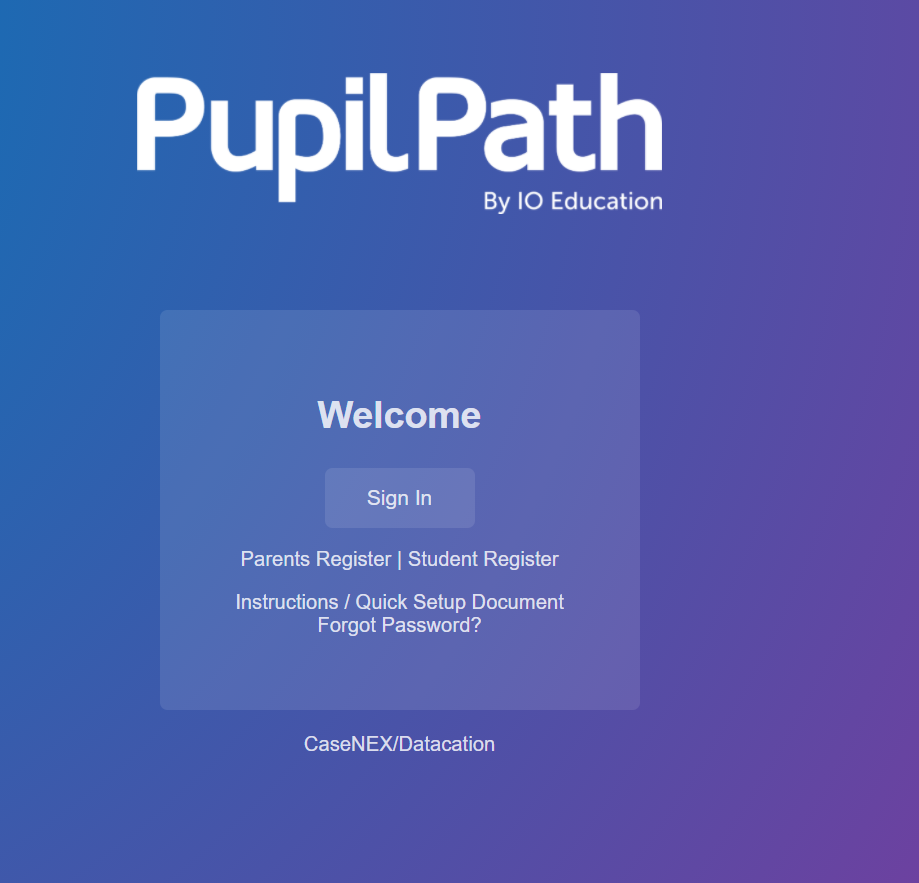 PupilPath
By IO Education
Welcome
Sign In
Parents Register | Student Register
Instructions / Quick Setup Document
Forgot Password?
CaseNEX/Datacation